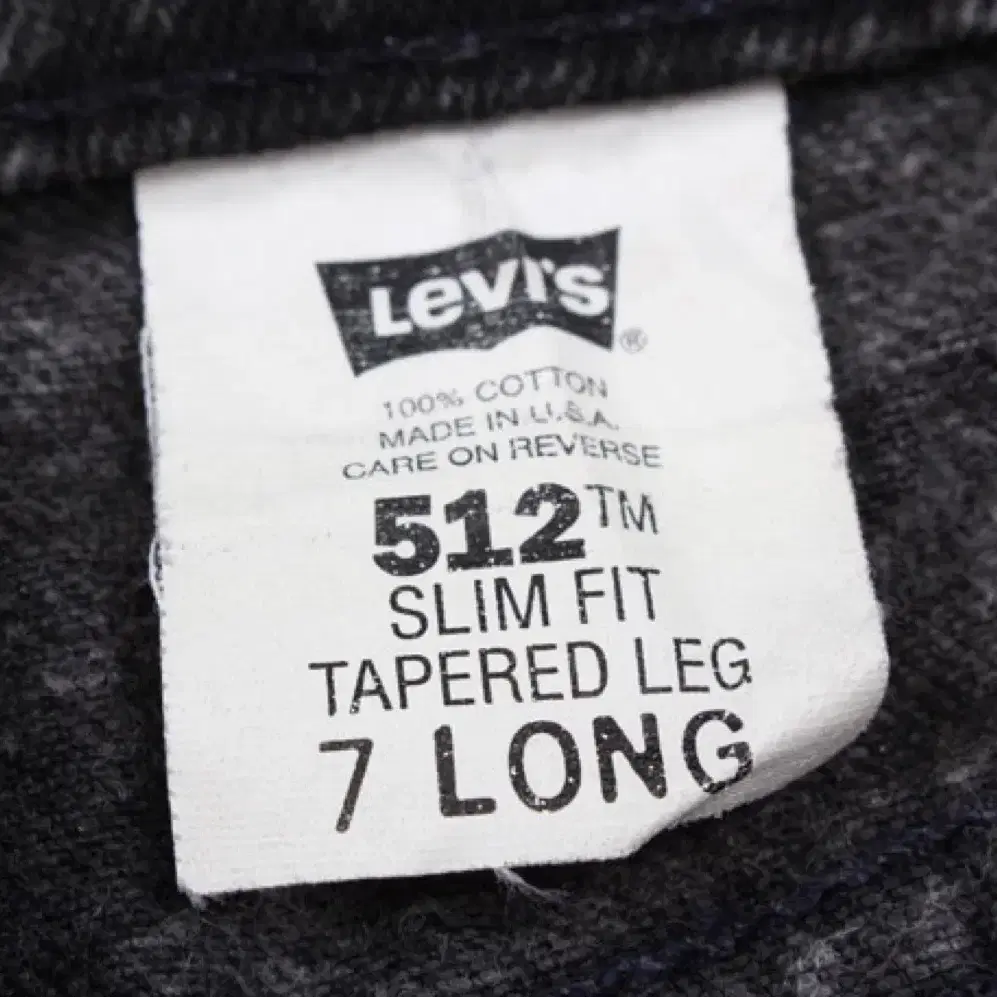 Levi's ®
100% COTTON
MADE IN U.S.A.
CARE ON REVERSE
512™
SLIM FIT
TAPERED LEG
7 LONG